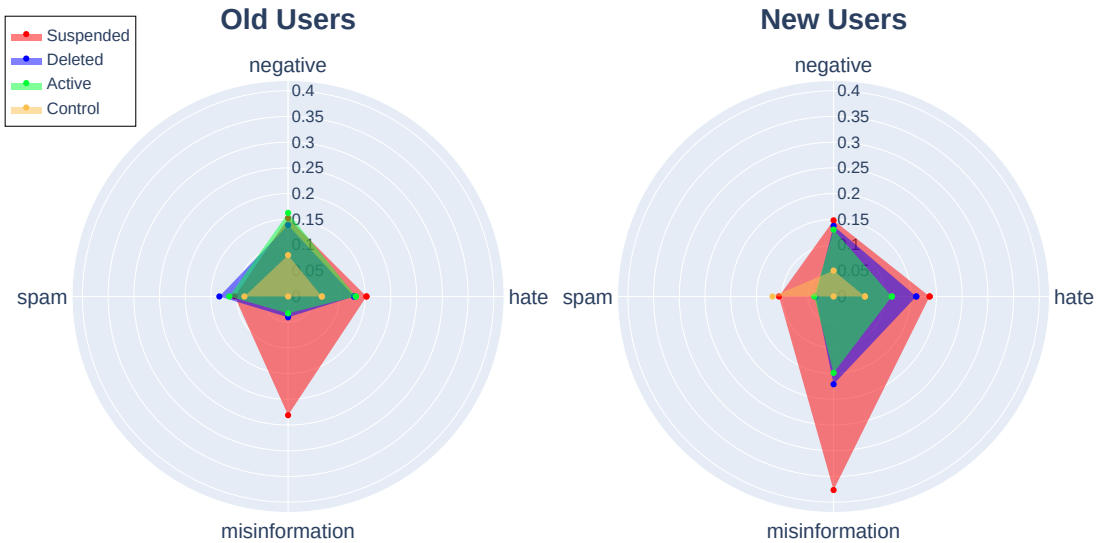 Old Users
New Users
Suspended
Deleted
Active
Control
negative
0.4
0.35
0.3
0.25
0.2
0.15
0.1
0.05
0
spam
hate
misinformation
negative
0.4
0.35
0.3
0.25
0.2
0.15
0.1
0.05
0
spam
hate
misinformation